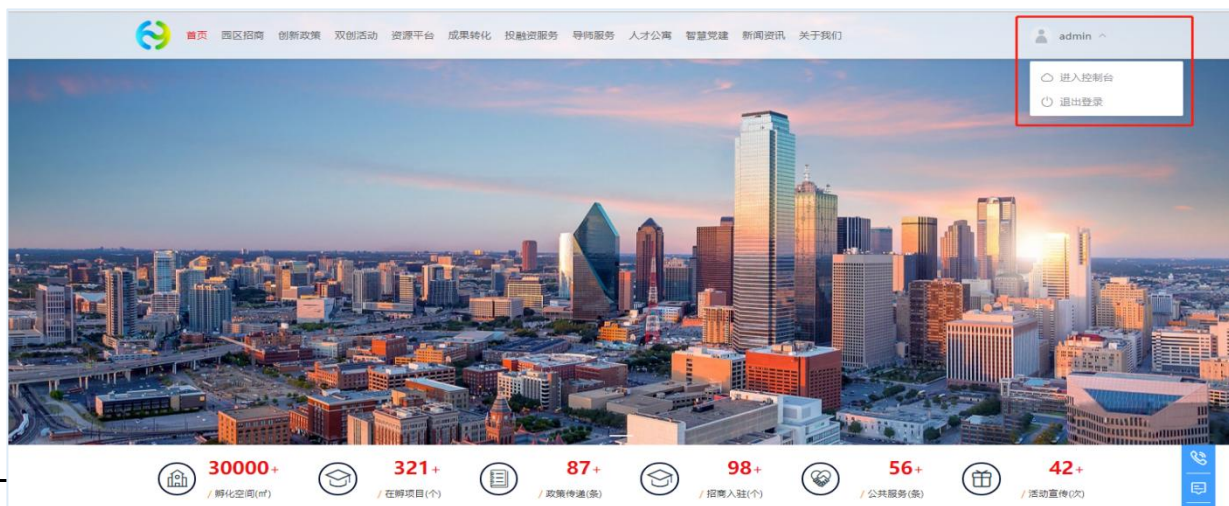 首页 园区招商 创新政策 双创活动 资源平台 成果转化 投融资服务 导师服务 人才公寓 智慧党建 新闻资讯 关于我们 admin
进入控制台
退出登录
30000+ 321+ 87+ 98+ 56+ 42+
/ 孵化空间(㎡) / 在孵项目(个) / 政策传递(条) / 招商入驻(个) / 公共服务(条) / 活动宣传(次)